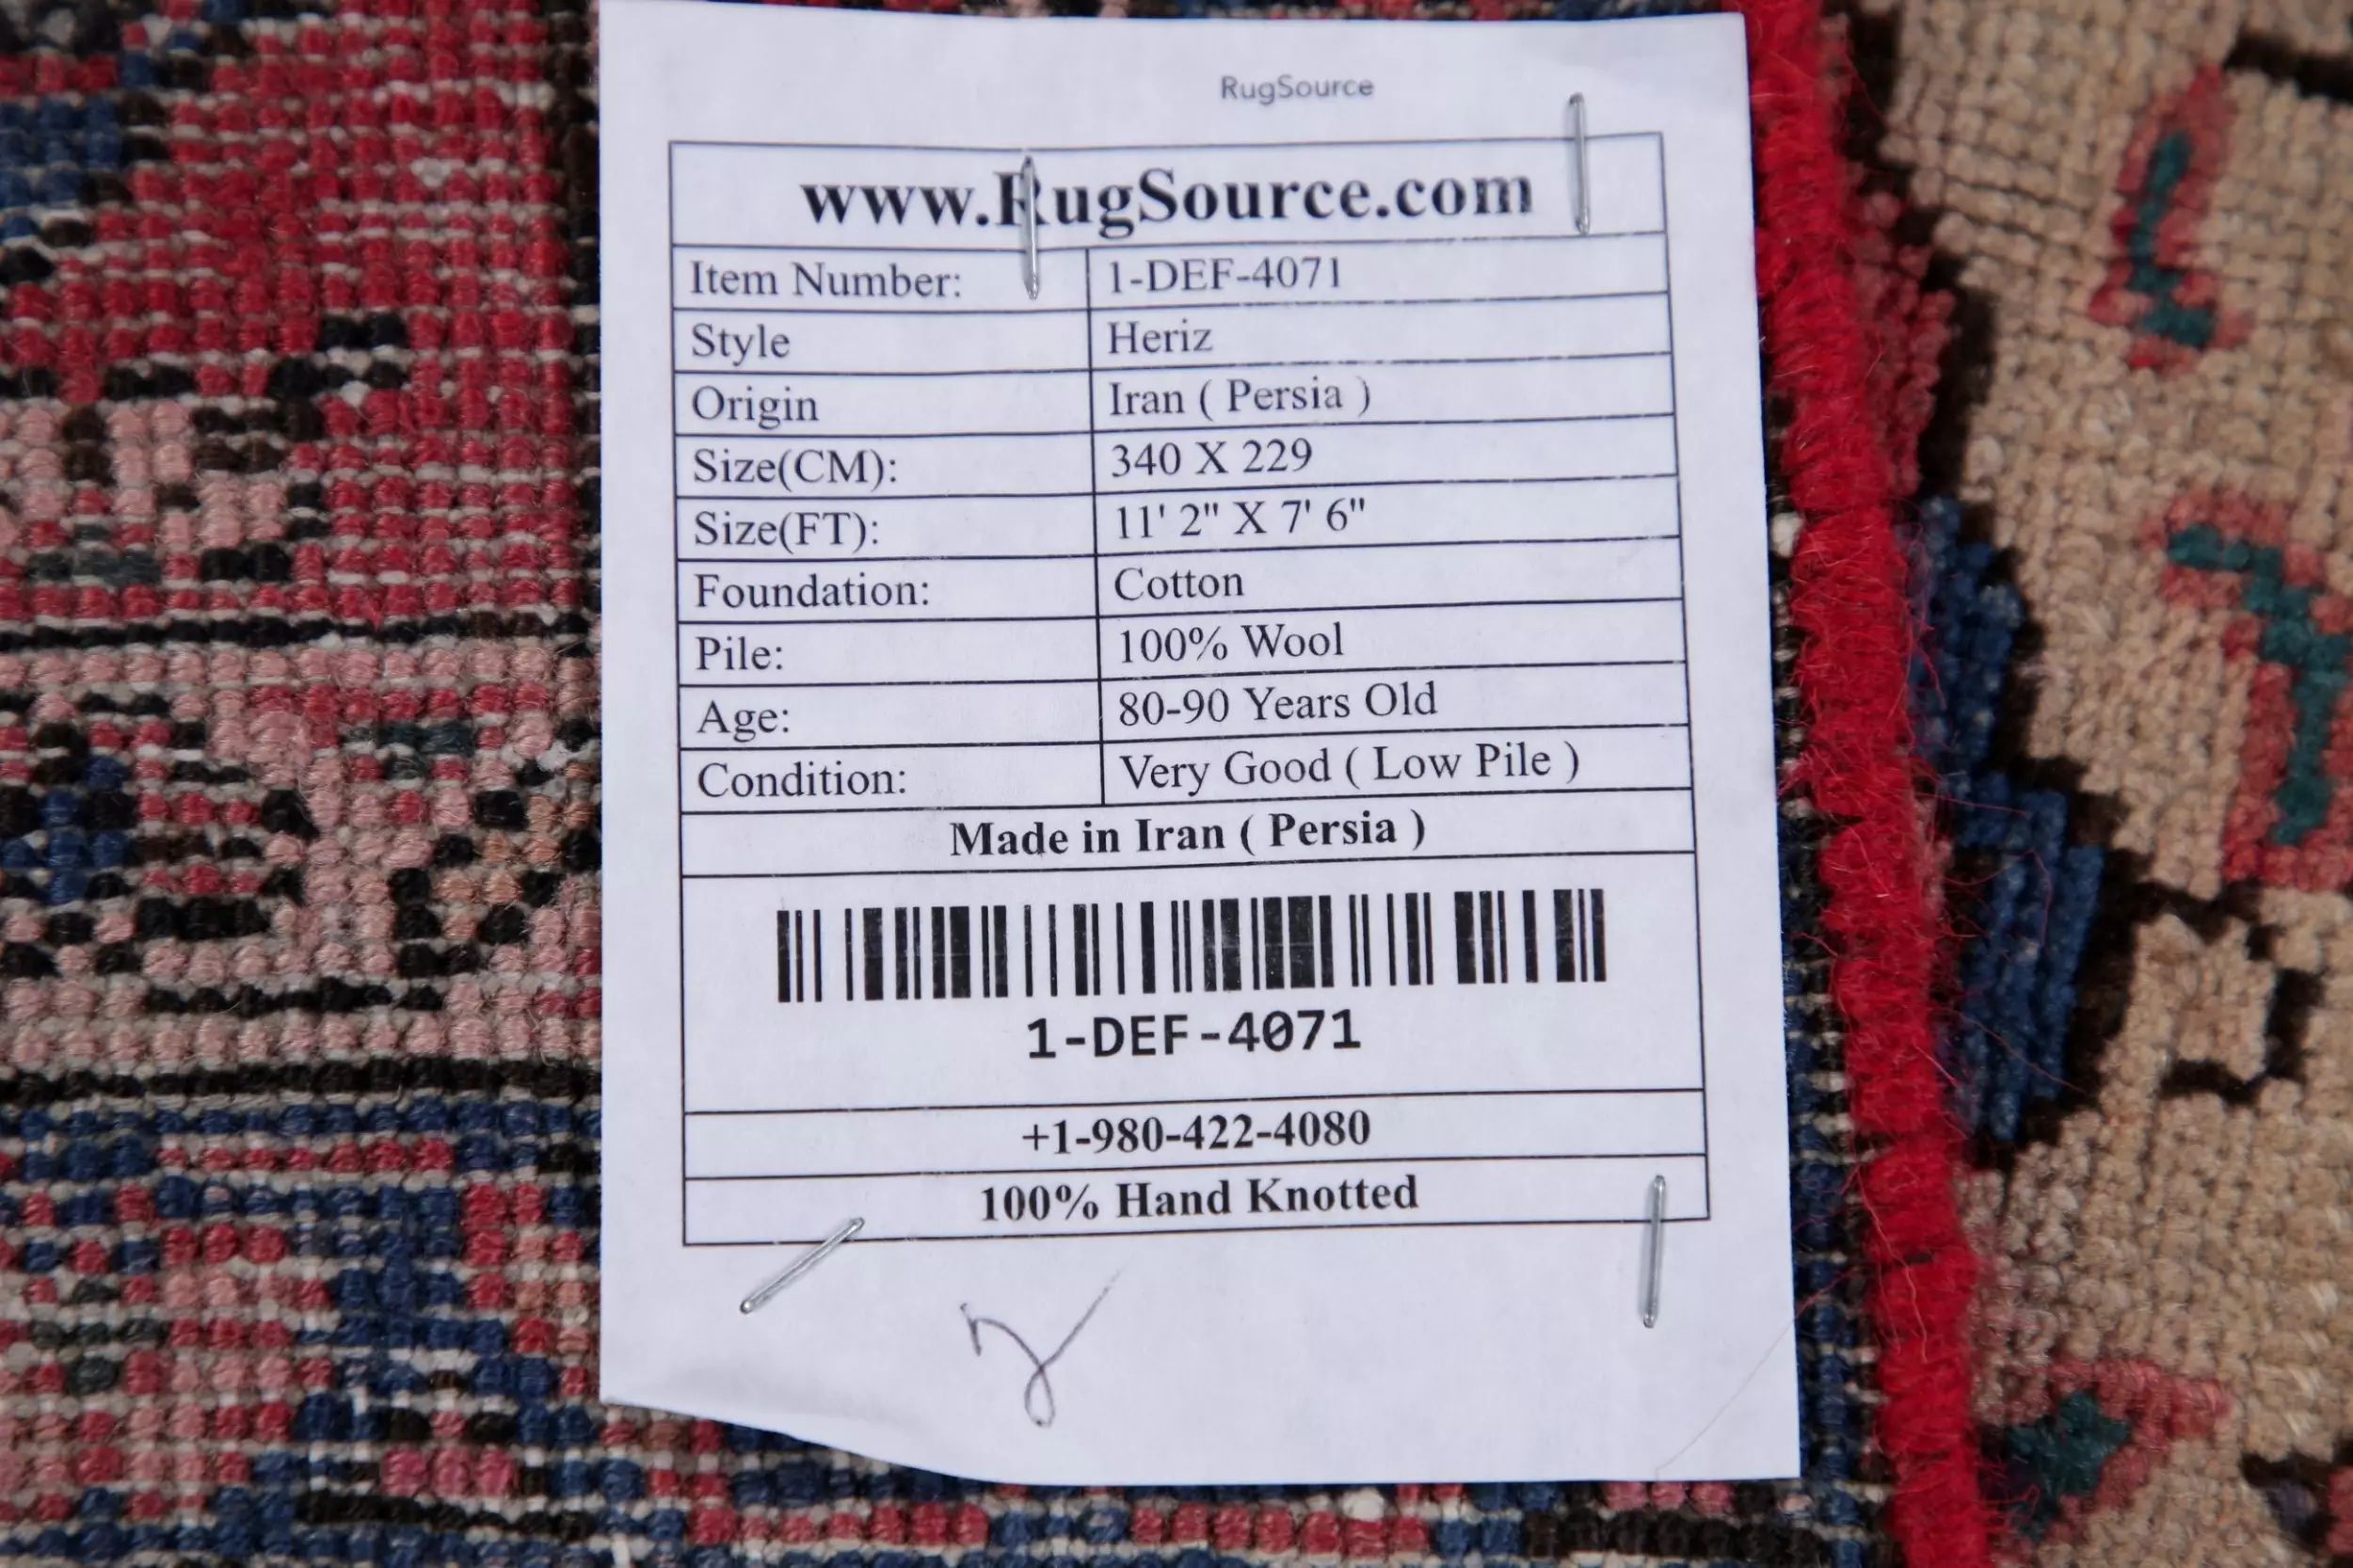 RugSource
www.RugSource.com
Item Number: 1-DEF-4071
Style Heriz
Origin Iran ( Persia )
Size(CM): 340 X 229
Size(FT): 11' 2" X 7' 6"
Foundation: Cotton
Pile: 100% Wool
Age: 80-90 Years Old
Condition: Very Good ( Low Pile )
Made in Iran ( Persia )
1-DEF-4071
+1-980-422-4080
100% Hand Knotted